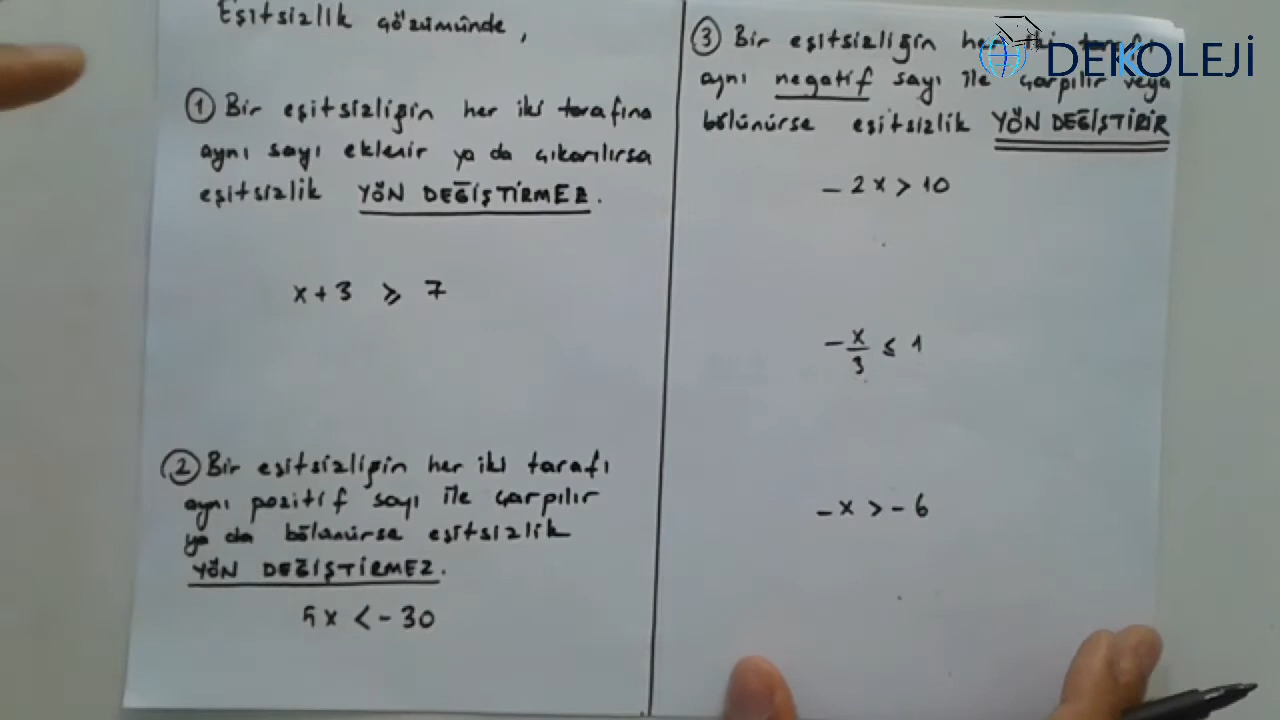 Eşitsizlik çözümünde,
① Bir eşitsizliğin her iki tarafına
aynı sayı eklenir ya da çıkarılırsa
eşitsizlik YÖN DEĞİŞTİRMEZ.
x+3 ≥ 7
② Bir eşitsizliğin her iki tarafı
aynı pozitif sayı ile çarpılır
ya da bölünürse eşitsizlik
YÖN DEĞİŞTİRMEZ.
5x < -30
③ Bir eşitsizliğin her iki tarafı
aynı negatif sayı ile çarpılır veya
bölünürse eşitsizlik YÖN DEĞİŞTİRİR
-2x > 10
-x/3 ≤ 1
-x > -6
DEKKOLEJİ